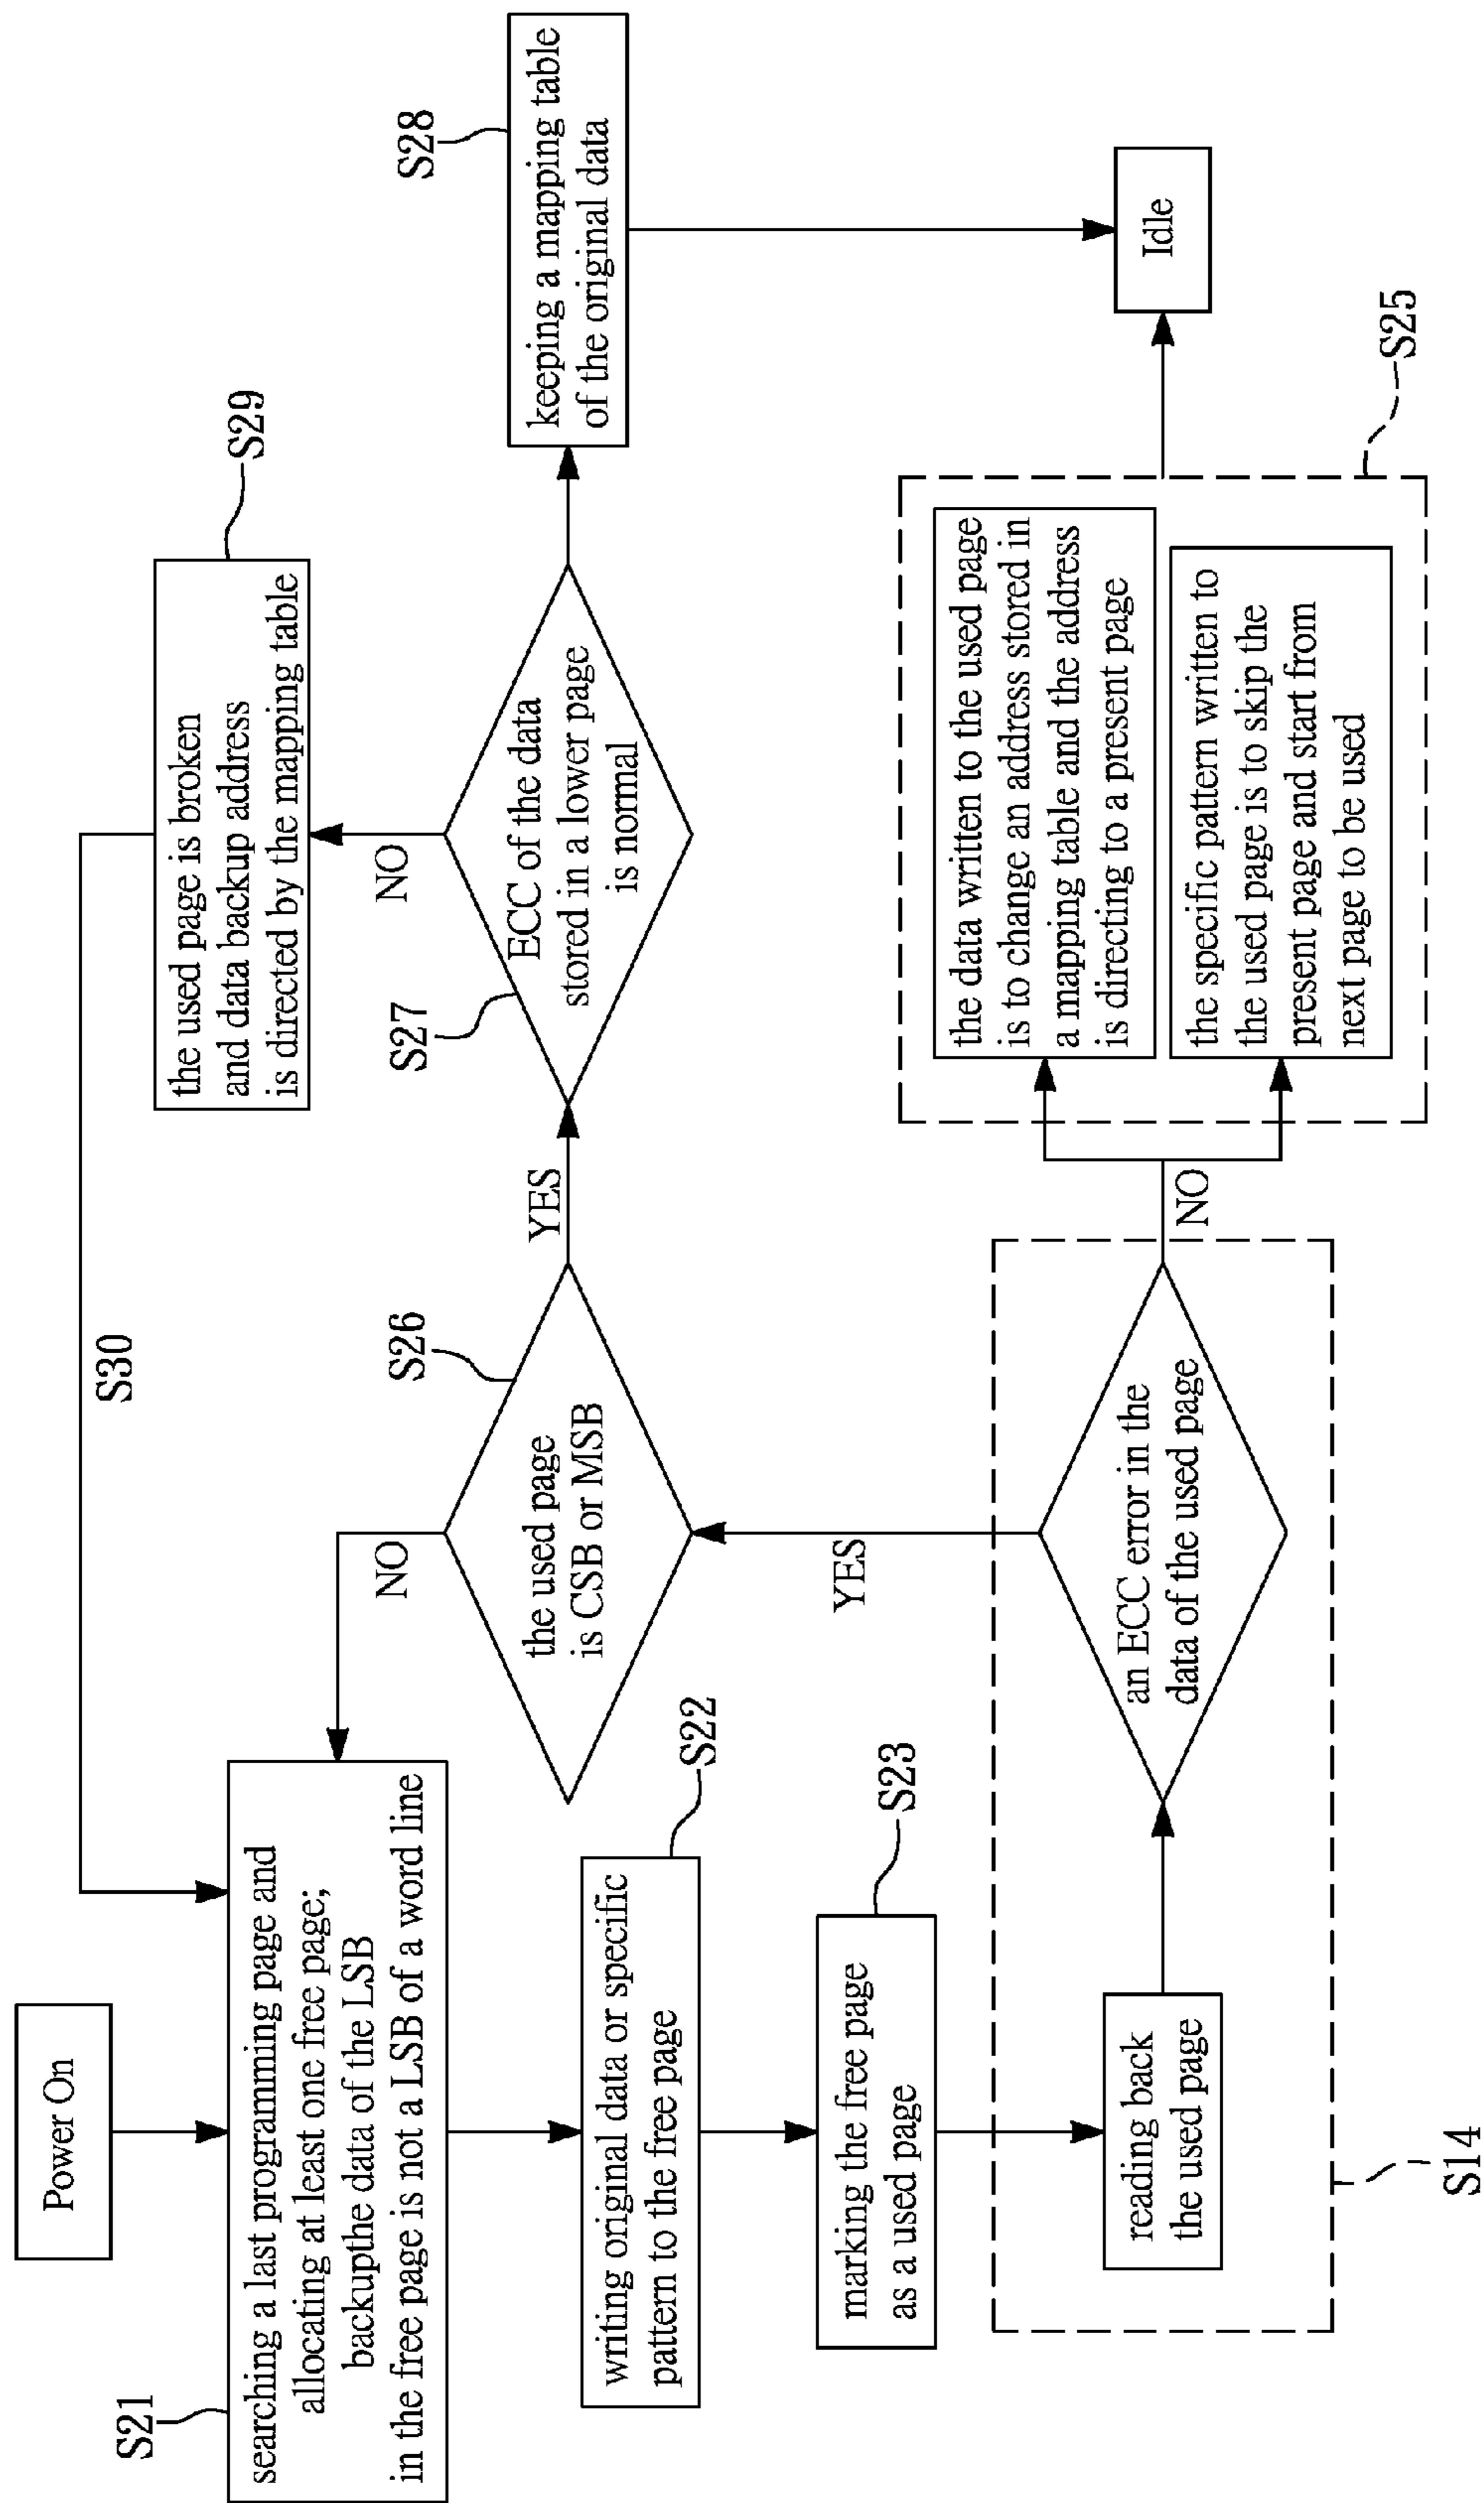 Power On
S21
searching a last programming page and
allocating at least one free page;
backupthe data of the LSB
in the free page is not a LSB of a word line
S30
writing original data or specific
pattern to the free page
S22
marking the free page
as a used page
S23
reading back
the used page
S14
an ECC error in the
data of the used page
YES
NO
the used page
is CSB or MSB
S26
NO
YES
ECC of the data
stored in a lower page
is normal
S27
NO
the used page is broken
and data backup address
is directed by the mapping table
S29
keeping a mapping table
of the original data
S28
the data written to the used page
is to change an address stored in
a mapping table and the address
is directing to a present page
the specific pattern written to
the used page is to skip the
present page and start from
next page to be used
S25
Idle